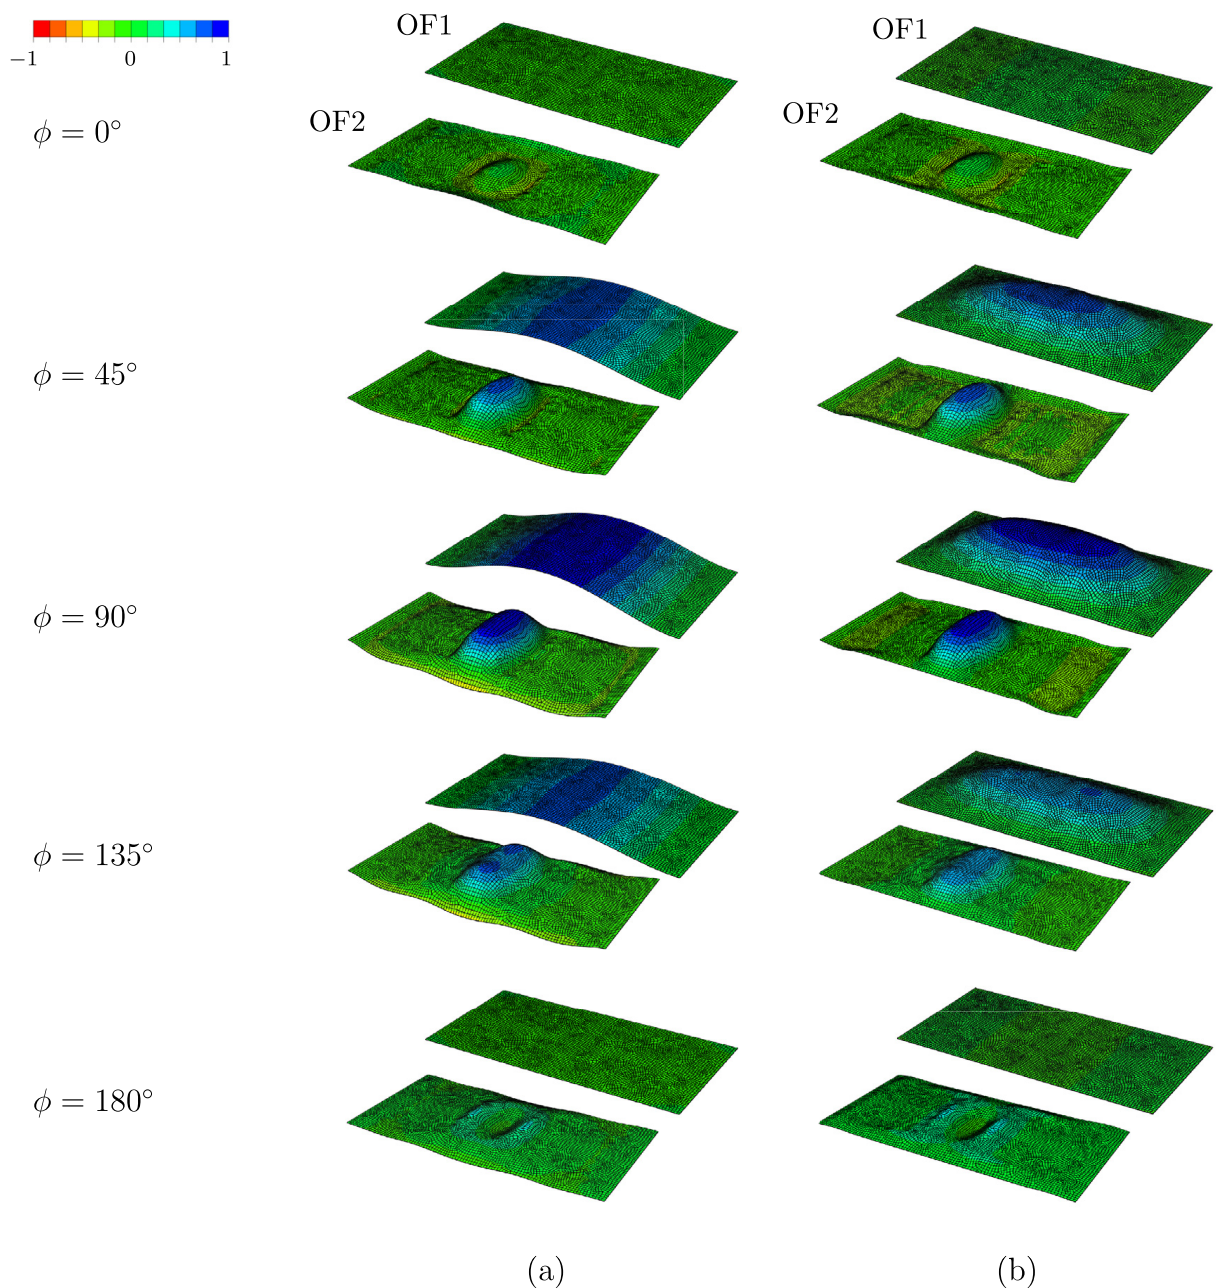 OF1
OF1
−1 0 1
OF2
OF2
ϕ = 0°
ϕ = 45°
ϕ = 90°
ϕ = 135°
ϕ = 180°
(a) (b)